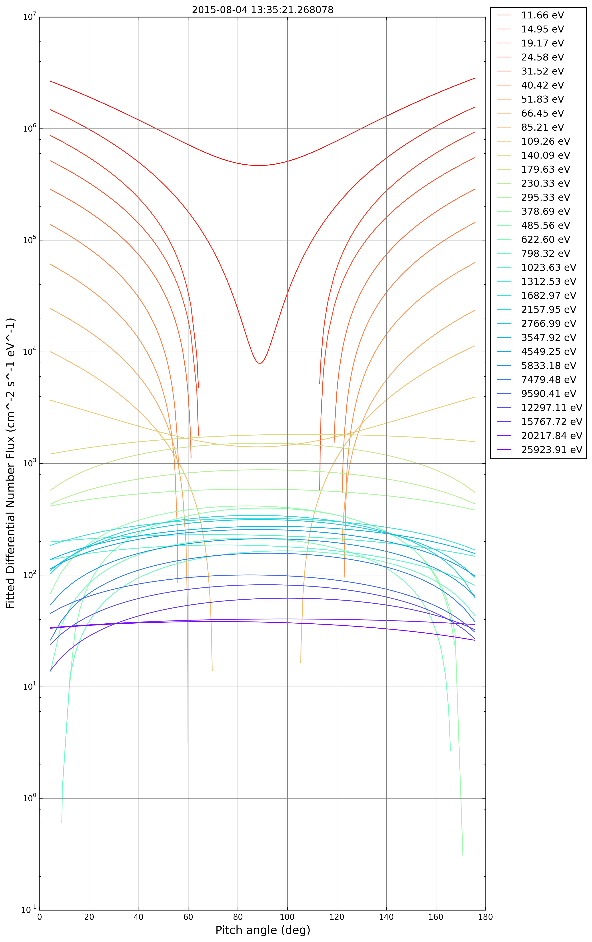 2015-08-04 13:35:21.268078
11.66 eV
14.95 eV
19.17 eV
24.58 eV
31.52 eV
40.42 eV
51.83 eV
66.45 eV
85.21 eV
109.26 eV
140.09 eV
179.63 eV
230.33 eV
295.33 eV
378.69 eV
485.56 eV
622.60 eV
798.32 eV
1023.63 eV
1312.53 eV
1682.97 eV
2157.95 eV
2766.99 eV
3547.92 eV
4549.25 eV
5833.18 eV
7479.48 eV
9590.41 eV
12297.11 eV
15767.72 eV
20217.84 eV
25923.91 eV
Fitted Differential Number Flux (cm^-2 s^-1 eV^-1)
10^7
10^6
10^5
10^4
10^3
10^2
10^1
10^0
10^-1
0 20 40 60 80 100 120 140 160 180
Pitch angle (deg)